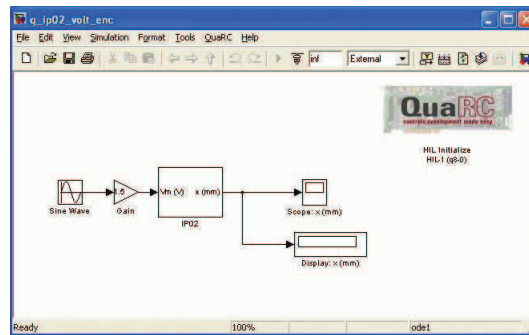 q_ip02_volt_enc
File Edit View Simulation Format Tools QuaRC Help
inf External
QuaRC
controls development made easy
HIL Initialize
HIL-1 (q8-0)
1.5 Vm (V) x (mm)
Sine Wave Gain Scope: x (mm)
IP02
Display: x (mm)
Ready 100% ode1